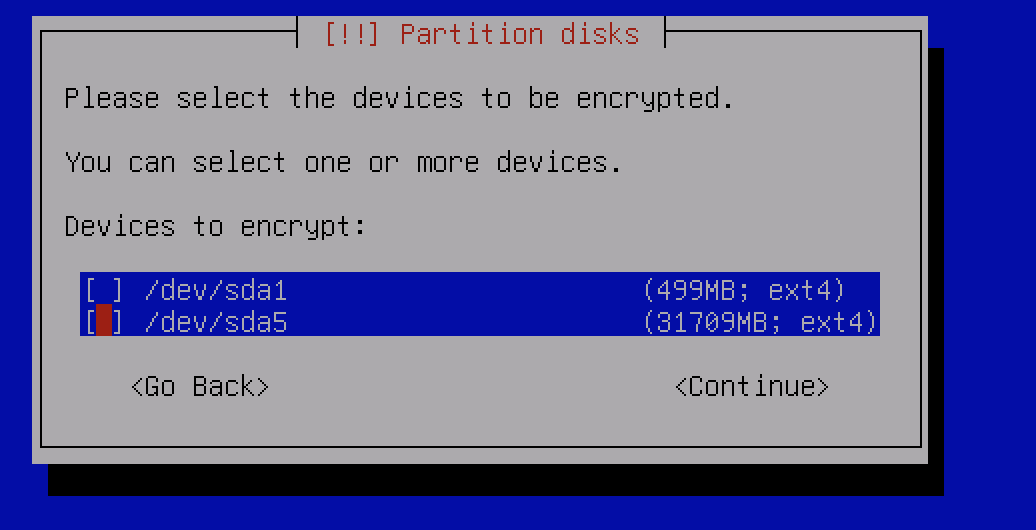 [!!] Partition disks
Please select the devices to be encrypted.
You can select one or more devices.
Devices to encrypt:
[ ] /dev/sda1 (499MB; ext4)
[ ] /dev/sda5 (31709MB; ext4)
<Go Back> <Continue>